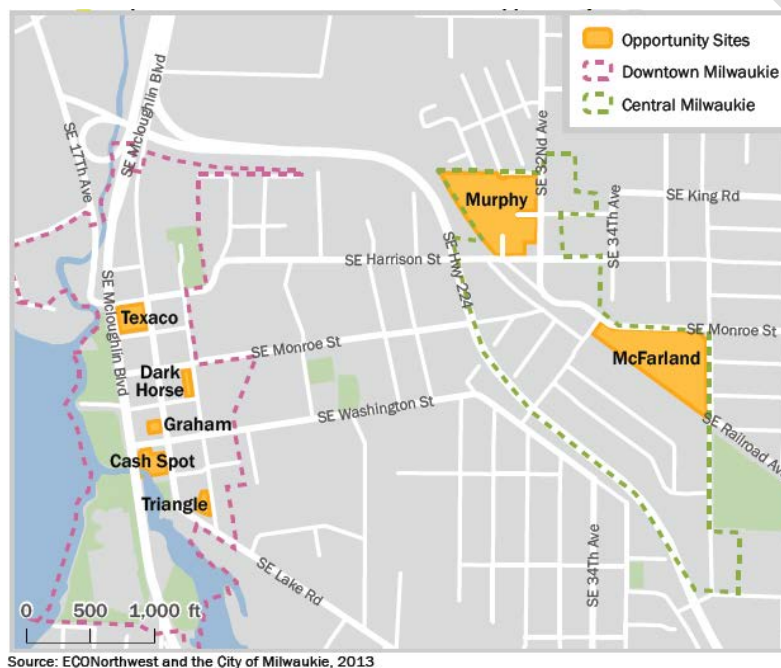 Opportunity Sites
Downtown Milwaukie
Central Milwaukie
SE 17Th Ave
SE Mcloughlin Blvd
SE 32Nd Ave
Murphy
SE King Rd
SE 34Th Ave
SE Harrison St
SE Hwy 224
SE Mcloughlin Blvd
Texaco
SE Monroe St
SE Monroe St
McFarland
Dark
Horse
SE Washington St
Graham
Cash Spot
SE Railroad Av
Triangle
SE Lake Rd
SE 34Th Ave
0 500 1,000 ft
Source: ECONorthwest and the City of Milwaukie, 2013